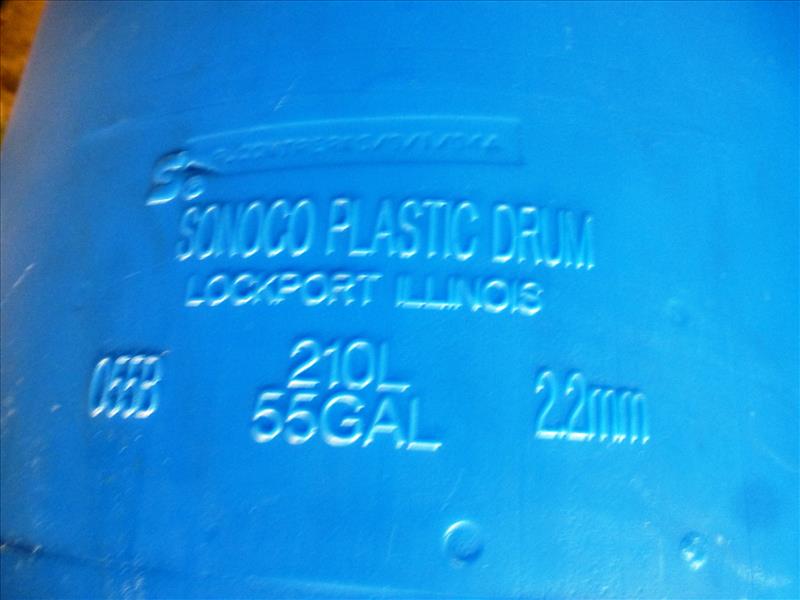 SONOCO PLASTIC DRUM
LOCKPORT ILLINOIS
210L
55GAL
2.2mm